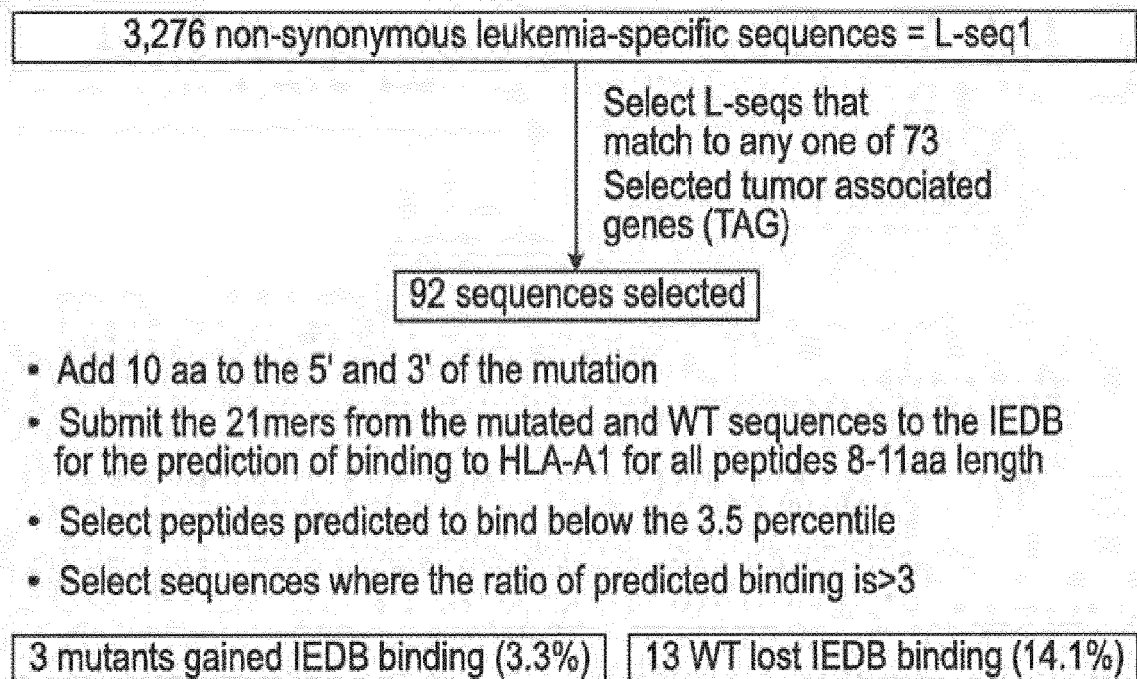 3,276 non-synonymous leukemia-specific sequences = L-seq1
Select L-seqs that
match to any one of 73
Selected tumor associated
genes (TAG)
92 sequences selected
• Add 10 aa to the 5' and 3' of the mutation
• Submit the 21mers from the mutated and WT sequences to the IEDB
for the prediction of binding to HLA-A1 for all peptides 8-11aa length
• Select peptides predicted to bind below the 3.5 percentile
• Select sequences where the ratio of predicted binding is>3
3 mutants gained IEDB binding (3.3%)
13 WT lost IEDB binding (14.1%)